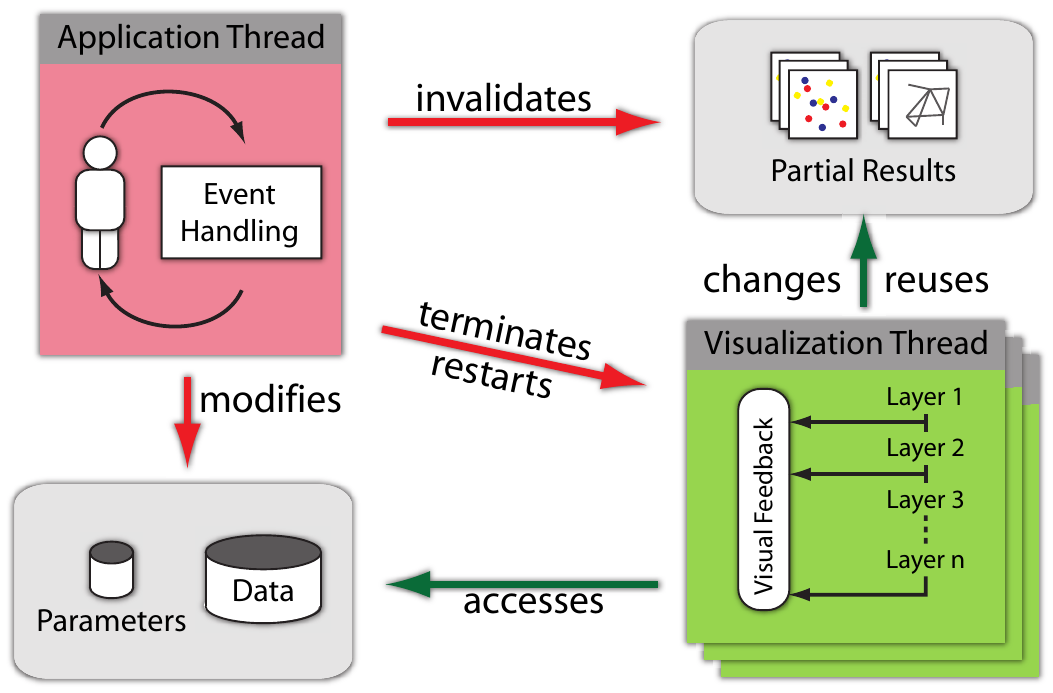 Application Thread
Event
Handling
invalidates
Partial Results
changes
reuses
terminates
restarts
modifies
Visualization Thread
Visual Feedback
Layer 1
Layer 2
Layer 3
Layer n
accesses
Parameters
Data